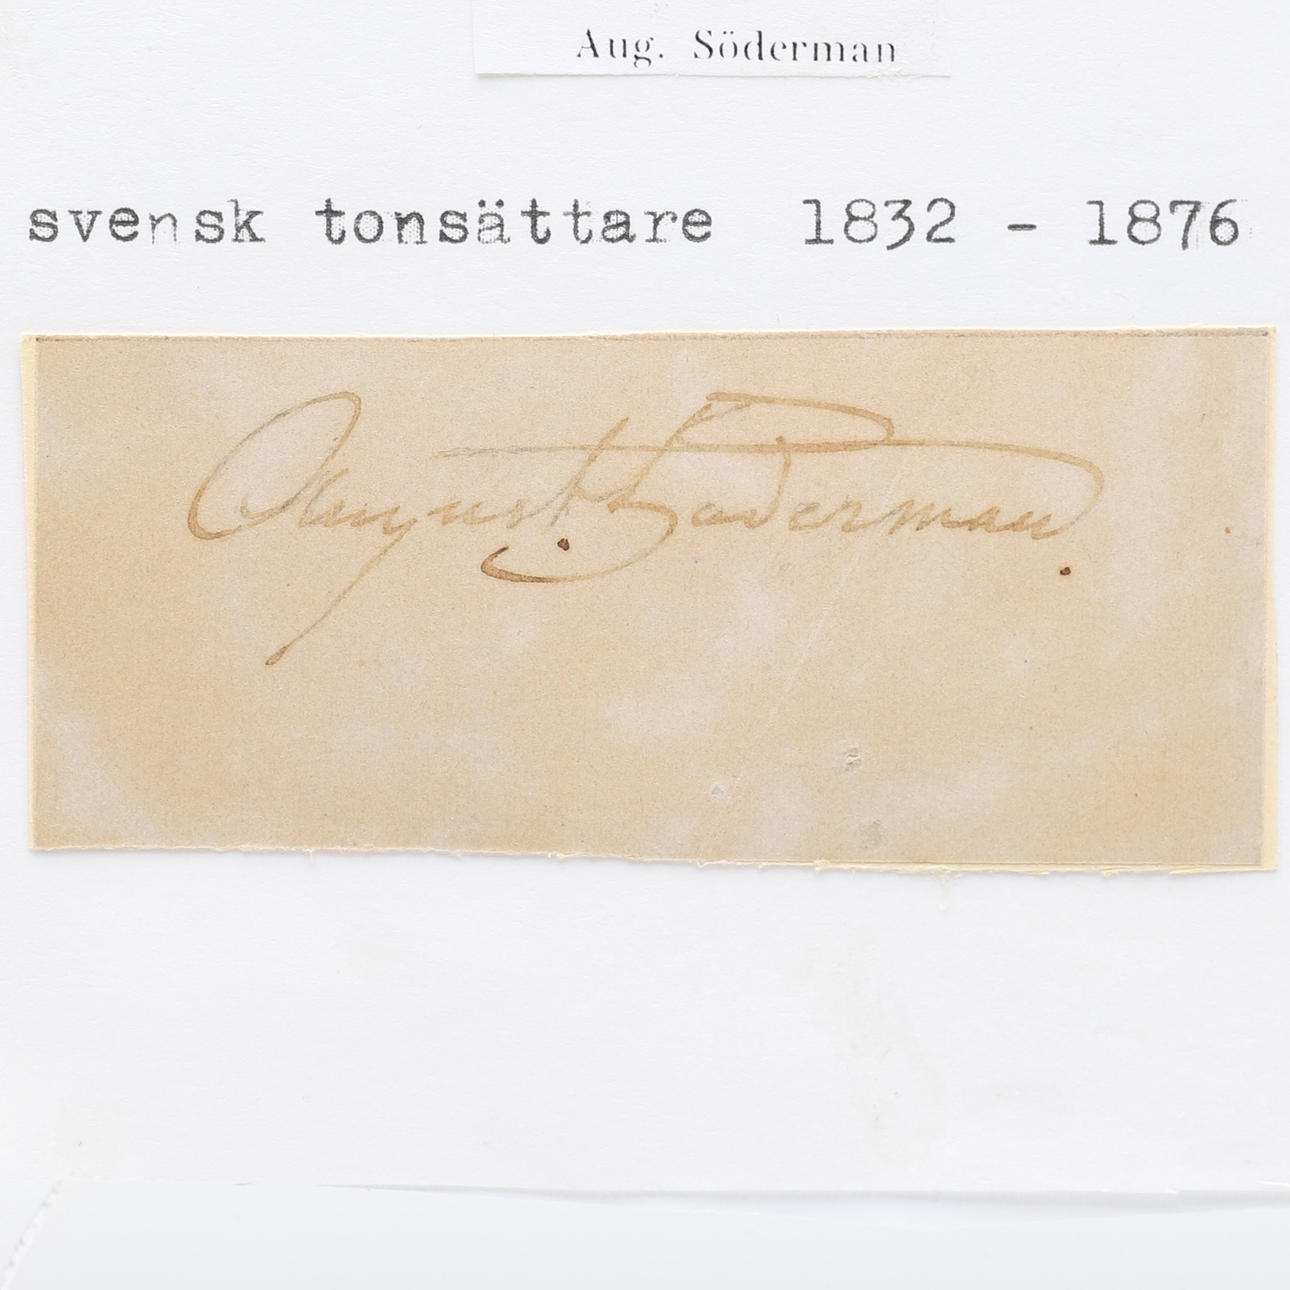 Aug. Söderman
svensk tonsättare 1832 - 1876
August Söderman.